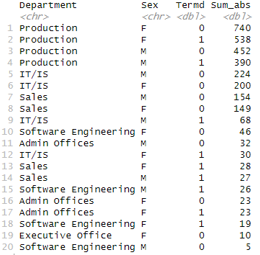 Department Sex Termd Sum_abs
<chr> <chr> <dbl> <dbl>
1 Production F 0 740
2 Production F 1 538
3 Production M 0 452
4 Production M 1 390
5 IT/IS M 0 224
6 IT/IS F 0 200
7 Sales M 0 154
8 Sales F 0 149
9 IT/IS M 1 68
10 Software Engineering F 0 46
11 Admin Offices M 0 32
12 IT/IS F 1 30
13 Sales F 1 28
14 Sales M 1 27
15 Software Engineering M 1 26
16 Admin Offices F 0 23
17 Admin Offices F 1 23
18 Software Engineering F 1 19
19 Executive Office F 0 10
20 Software Engineering M 0 5